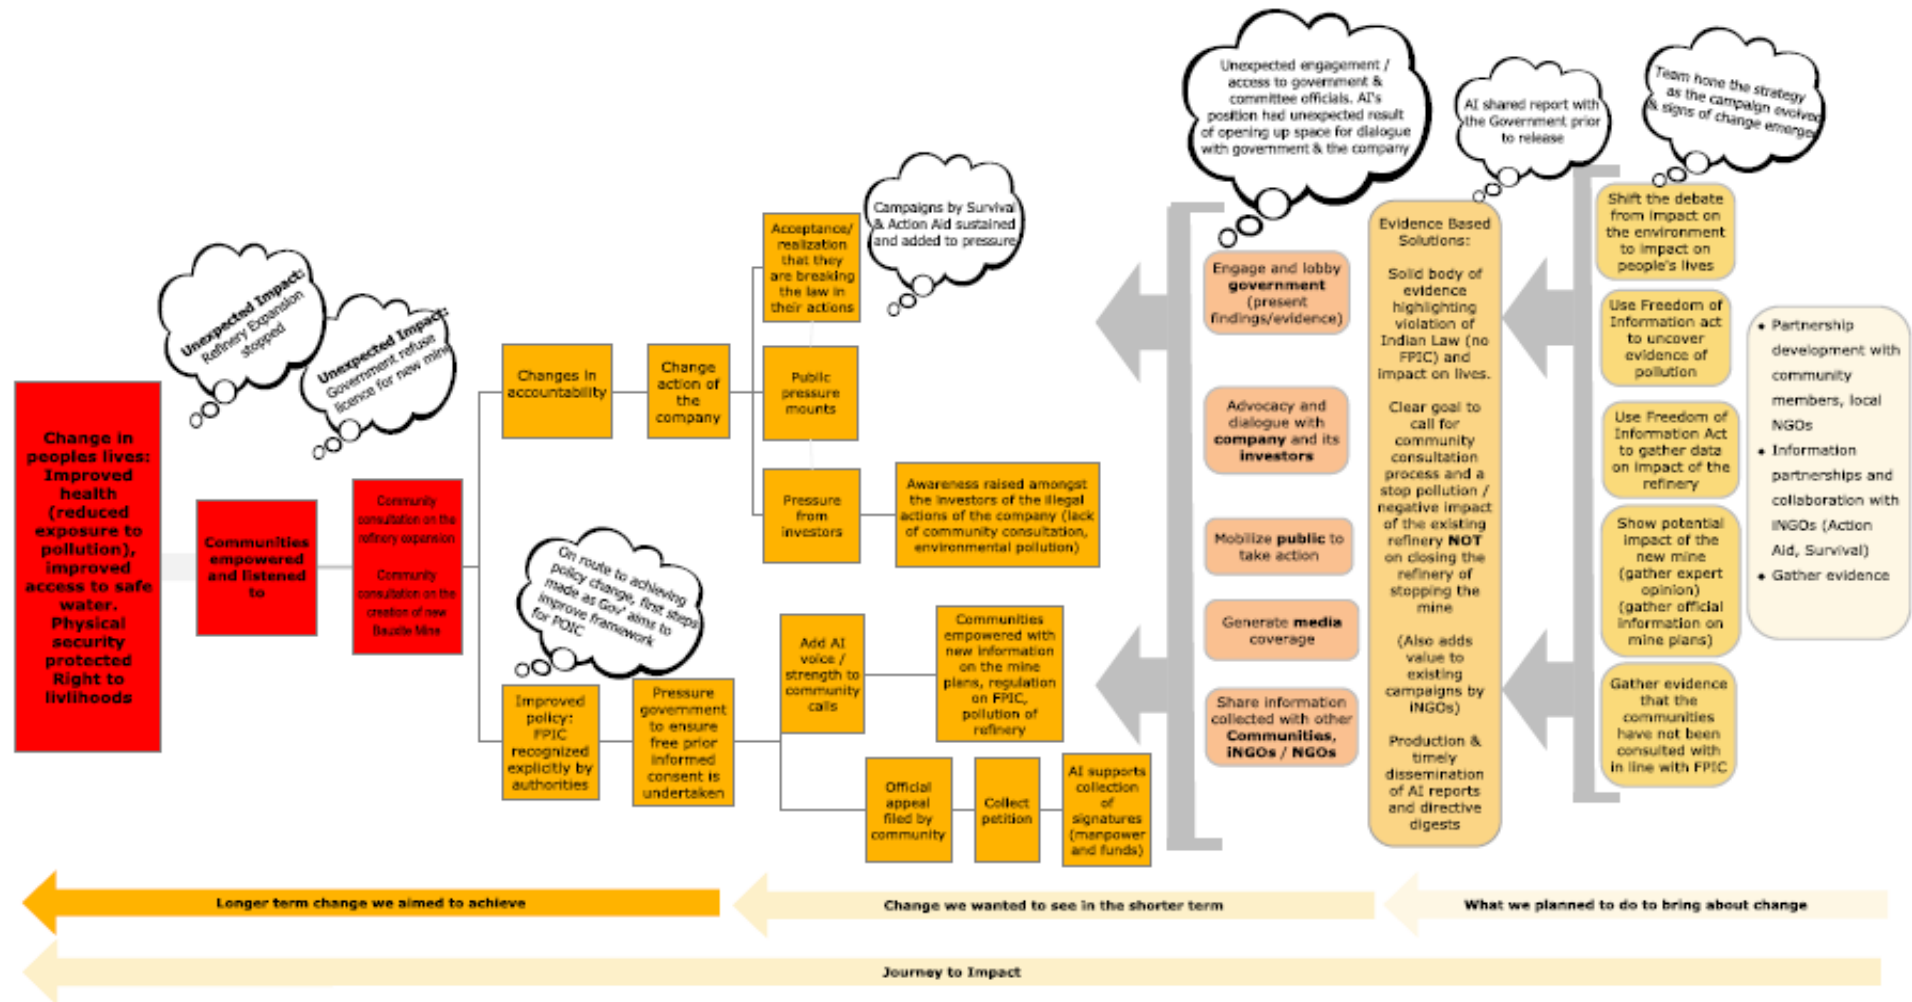 Unexpected engagement /
access to government &
committee officials. AI's
position had unexpected result
of opening up space for dialogue
with government & the company
AI shared report with
the Government prior
to release
Team hone the strategy
as the campaign evolved
& signs of change emerge
Campaigns by Survival
& Action Aid sustained
and added to pressure
Unexpected Impact:
Refinery Expansion
stopped
Unexpected Impact:
Government refuse
licence for new mine
On route to achieving
policy change, first steps
made as Gov' aims to
improve framework
for POIC
Change in
peoples lives:
Improved
health
(reduced
exposure to
pollution),
improved
access to safe
water.
Physical
security
protected
Right to
livlihoods
Communities
empowered
and listened
to
Community
consultation on the
refinery expansion
Community
consultation on the
creation of new
Bauxite Mine
Changes in
accountability
Change
action of
the
company
Acceptance/
realization
that they
are breaking
the law in
their actions
Public
pressure
mounts
Pressure
from
investors
Awareness raised amongst
the investors of the illegal
actions of the company (lack
of community consultation,
environmental pollution)
Improved
policy:
FPIC
recognized
explicitly by
authorities
Pressure
government
to ensure
free prior
informed
consent is
undertaken
Add AI
voice /
strength to
community
calls
Communities
empowered with
new information
on the mine
plans, regulation
on FPIC,
pollution of
refinery
Official
appeal
filed by
community
Collect
petition
AI supports
collection
of
signatures
(manpower
and funds)
Engage and lobby
government
(present
findings/evidence)
Advocacy and
dialogue with
company and its
investors
Mobilize public to
take action
Generate media
coverage
Share information
collected with other
Communities,
iNGOs / NGOs
Evidence Based
Solutions:
Solid body of
evidence
highlighting
violation of
Indian Law (no
FPIC) and
impact on lives.
Clear goal to
call for
community
consultation
process and a
stop pollution /
negative impact
of the existing
refinery NOT
on closing the
refinery of
stopping the
mine
(Also adds
value to
existing
campaigns by
iNGOs)
Production &
timely
dissemination
of AI reports
and directive
digests
Shift the debate
from impact on
the environment
to impact on
people's lives
Use Freedom of
Information act
to uncover
evidence of
pollution
Use Freedom of
Information Act
to gather data
on impact of the
refinery
Show potential
impact of the
new mine
(gather expert
opinion)
(gather official
information on
mine plans)
Gather evidence
that the
communities
have not been
consulted with
in line with FPIC
• Partnership
development with
community
members, local
NGOs
• Information
partnerships and
collaboration with
iNGOs (Action
Aid, Survival)
• Gather evidence
Longer term change we aimed to achieve
Change we wanted to see in the shorter term
What we planned to do to bring about change
Journey to Impact